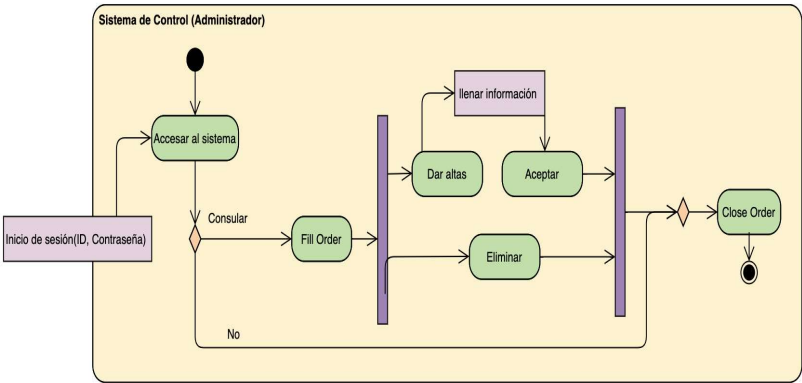 Sistema de Control (Administrador)
Accesar al sistema
Inicio de sesión(ID, Contraseña)
Consular
No
Fill Order
Dar altas
llenar información
Aceptar
Eliminar
Close Order